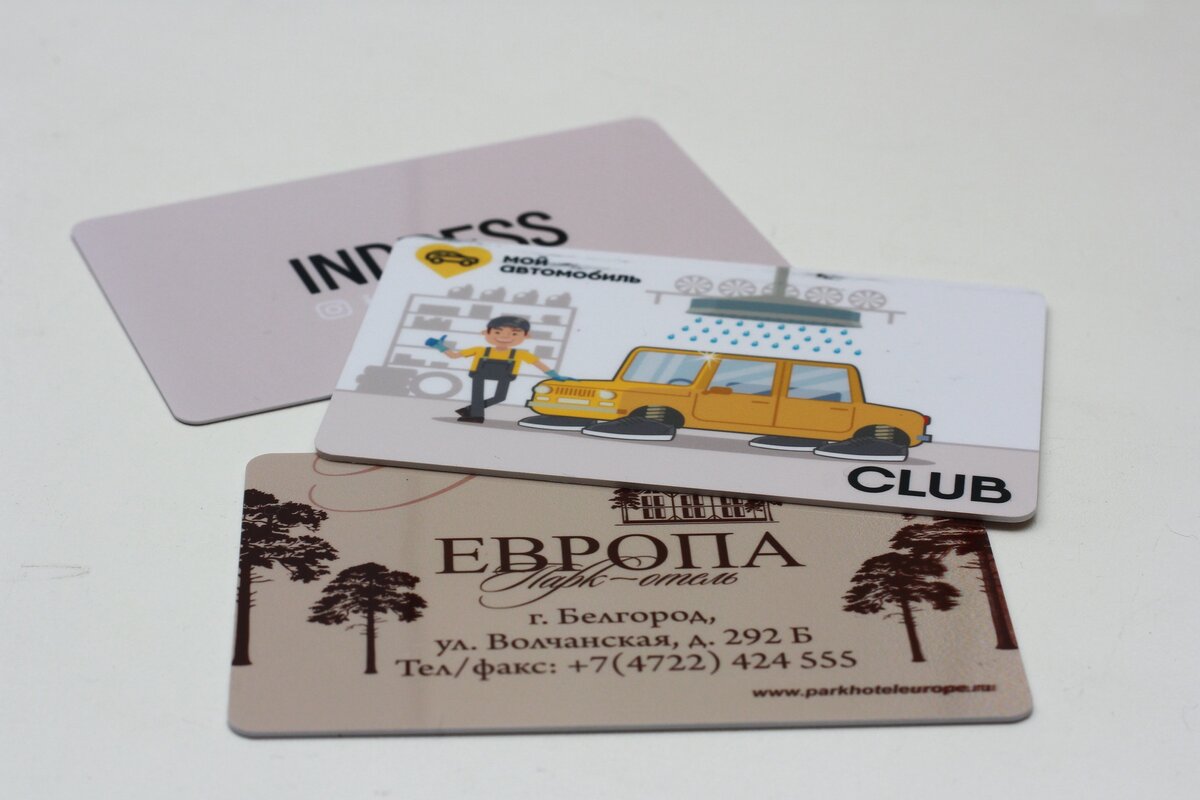 мой
автомобиль
CLUB
ЕВРОПА
Парк-отель
г. Белгород,
ул. Волчанская, д. 292 Б
Тел/факс: +7(4722) 424 555
www.parkhoteleurope.ru